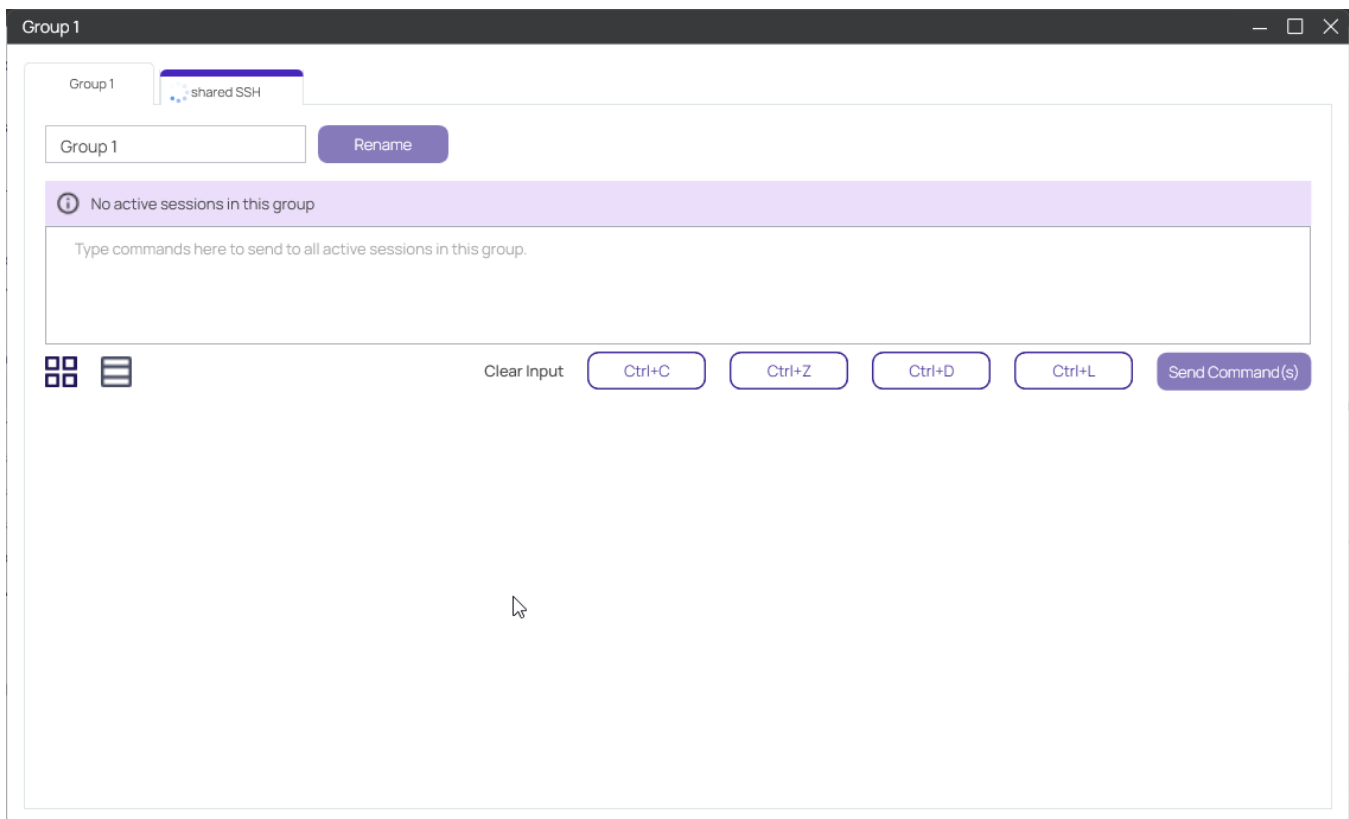 Group 1
Group 1
shared SSH
Group 1
Rename
No active sessions in this group
Type commands here to send to all active sessions in this group.
Clear Input
Ctrl+C
Ctrl+Z
Ctrl+D
Ctrl+L
Send Command(s)